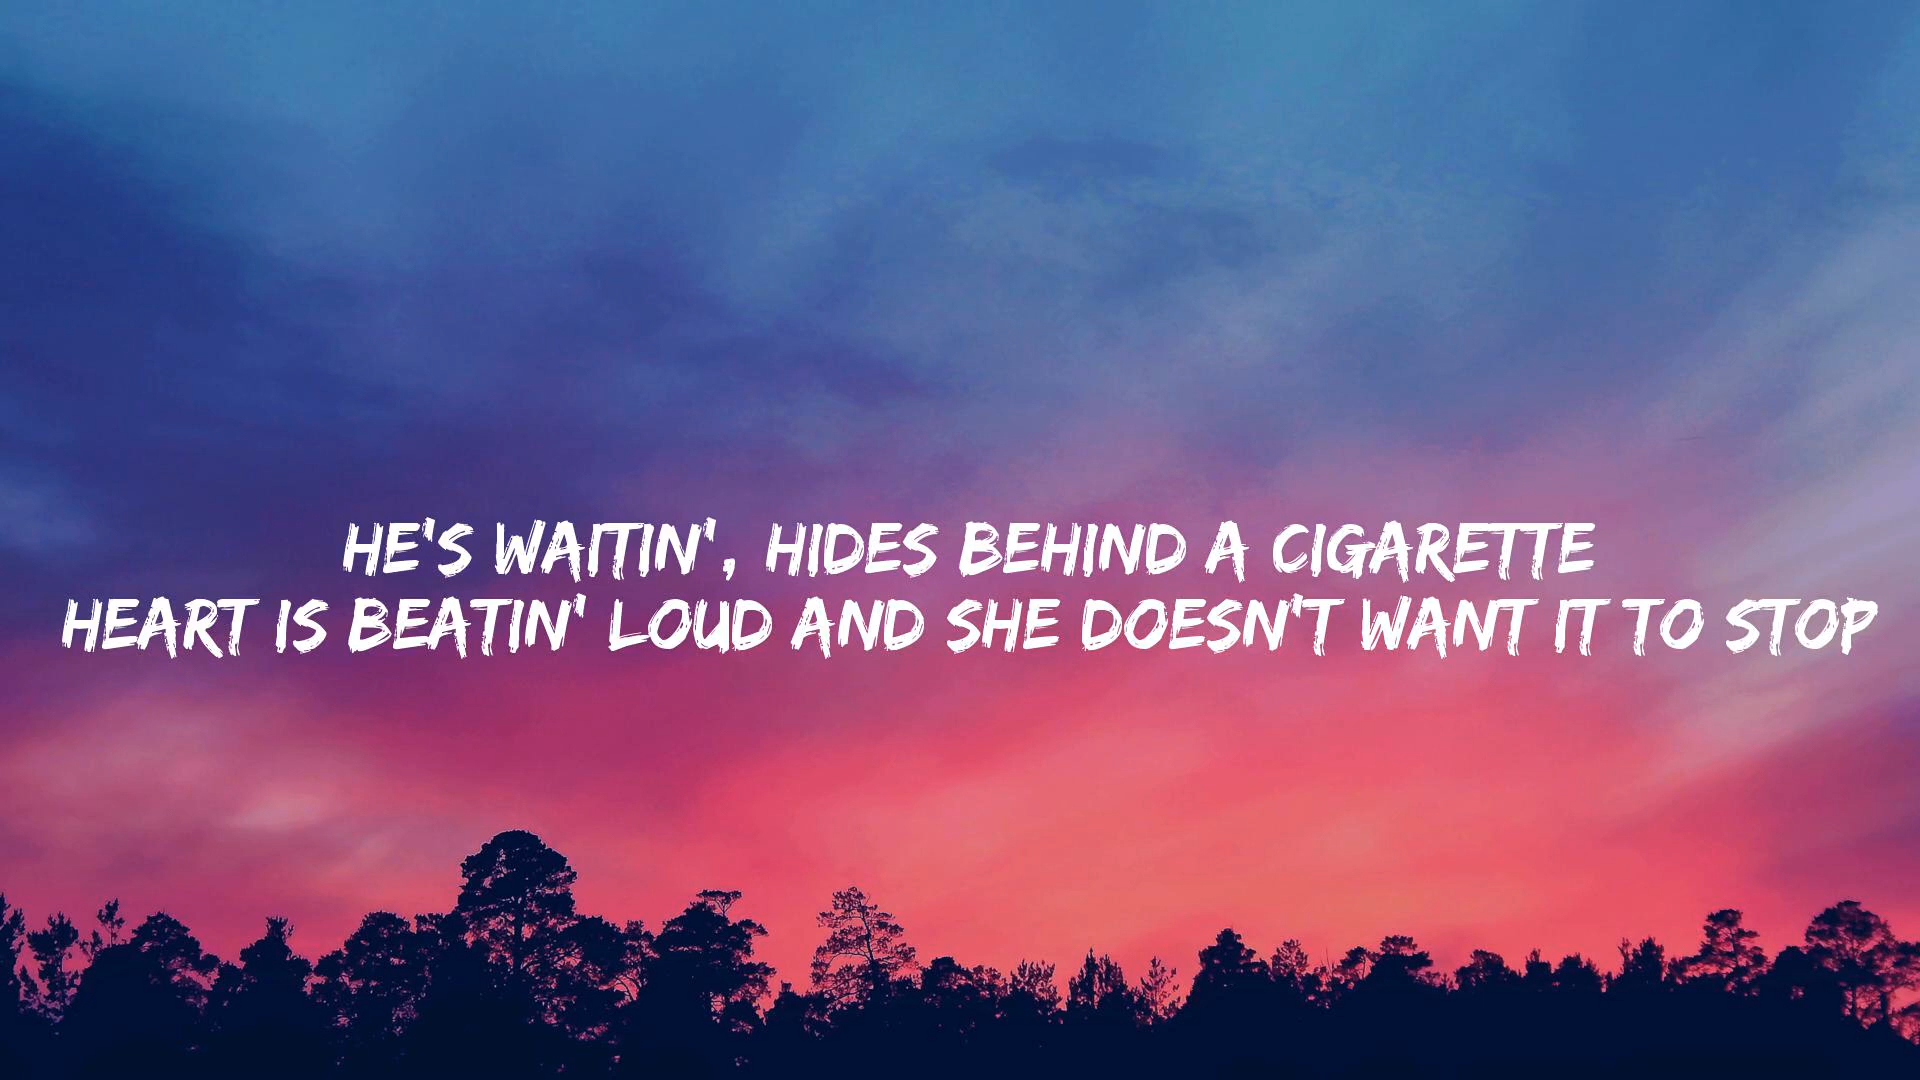 HE'S WAITIN', HIDES BEHIND A CIGARETTE
HEART IS BEATIN' LOUD AND SHE DOESN'T WANT IT TO STOP